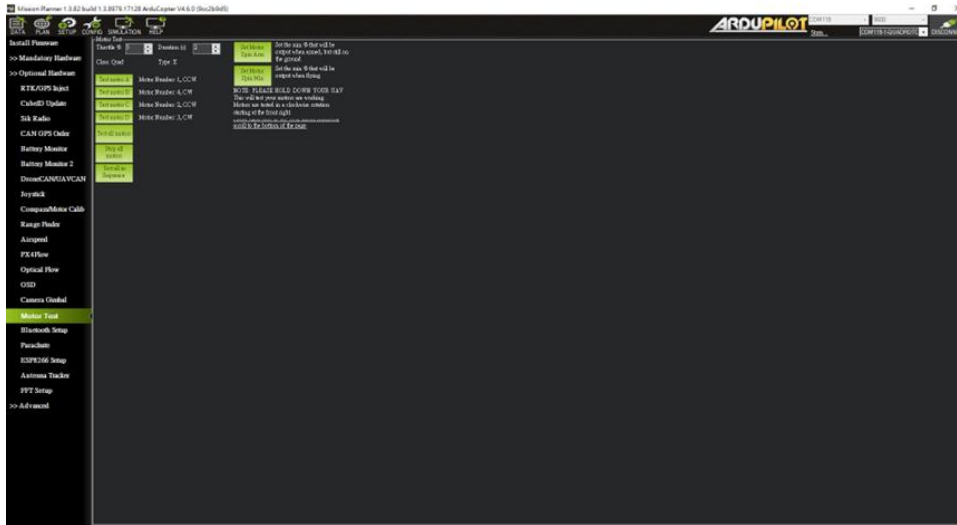 Mission Planner 1.3.82 build 1.3.8979.17128 ArduCopter V4.6.0 (9oc2b9d5)
DATA PLAN SETUP CONFIG SIMULATION HELP
ARDUPILOT
COM118
Stats...
COM118-1-QUADROTOR
DISCONNECT
Install Firmware
>> Mandatory Hardware
>> Optional Hardware
RTK/GPS Inject
CubeID Update
Sik Radio
CAN GPS Order
Battery Monitor
Battery Monitor 2
DroneCAN/UAVCAN
Joystick
Compass/Motor Calib
Range Finder
Airspeed
PX4Flow
Optical Flow
OSD
Camera Gimbal
Motor Test
Bluetooth Setup
Parachute
ESP8266 Setup
Antenna Tracker
FFT Setup
>> Advanced
Motor Test
Throttle % 5 Duration (s) 2
Class: Quad Type: X
Test motor A Motor Number: 1, CCW
Test motor B Motor Number: 4, CW
Test motor C Motor Number: 2, CCW
Test motor D Motor Number: 3, CW
Test all motors
Stop all
motors
Test all in
Sequence
Set Motor
Spin Arm
Set the min % that will be
output when armed, but still on
the ground.
Set Motor
Spin Min
Set the min % that will be
output when flying.
NOTE: PLEASE HOLD DOWN YOUR UAV
This will test your motors are working.
Motors are tested in a clockwise rotation
starting at the front right.
scroll to the bottom of the page